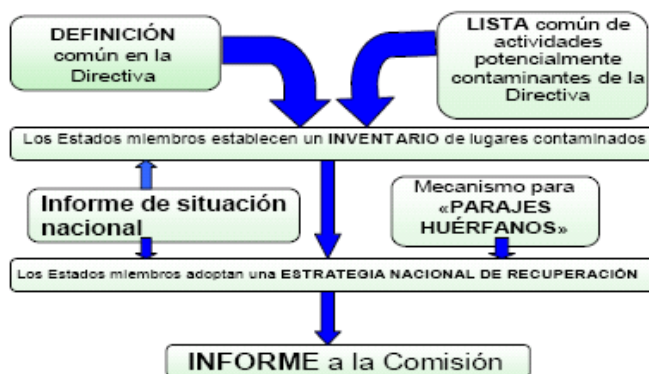 DEFINICIÓN
común en la
Directiva
LISTA común de
actividades
potencialmente
contaminantes de la
Directiva
Los Estados miembros establecen un INVENTARIO de lugares contaminados
Informe de situación
nacional
Mecanismo para
«PARAJES
HUÉRFANOS»
Los Estados miembros adoptan una ESTRATEGIA NACIONAL DE RECUPERACIÓN
INFORME a la Comisión